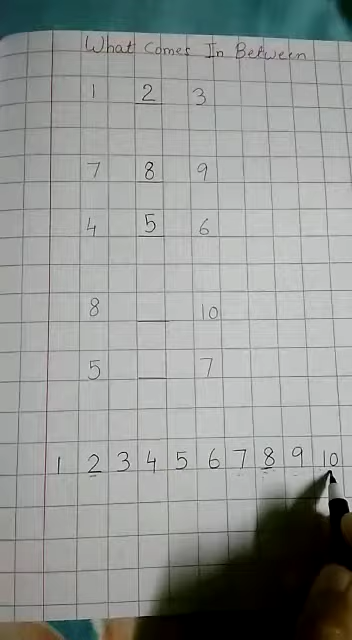 What Comes In Between
1 2 3
7 8 9
4 5 6
8 __ 10
5 __ 7
1 2 3 4 5 6 7 8 9 10